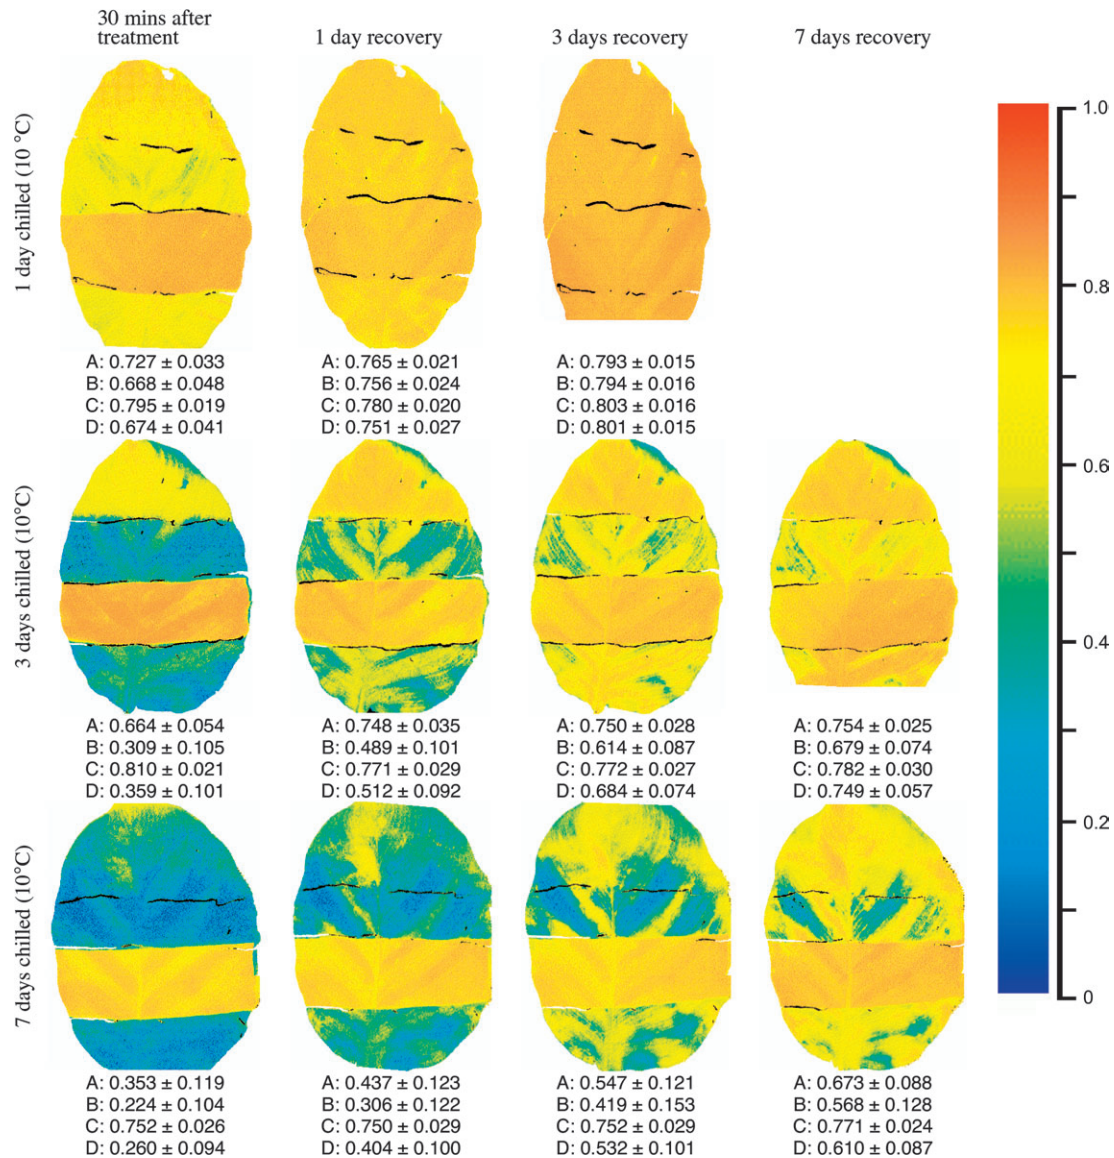 30 mins after
treatment
1 day recovery
3 days recovery
7 days recovery
1 day chilled (10 °C)
A: 0.727 ± 0.033
B: 0.668 ± 0.048
C: 0.795 ± 0.019
D: 0.674 ± 0.041
A: 0.765 ± 0.021
B: 0.756 ± 0.024
C: 0.780 ± 0.020
D: 0.751 ± 0.027
A: 0.793 ± 0.015
B: 0.794 ± 0.016
C: 0.803 ± 0.016
D: 0.801 ± 0.015
3 days chilled (10°C)
A: 0.664 ± 0.054
B: 0.309 ± 0.105
C: 0.810 ± 0.021
D: 0.359 ± 0.101
A: 0.748 ± 0.035
B: 0.489 ± 0.101
C: 0.771 ± 0.029
D: 0.512 ± 0.092
A: 0.750 ± 0.028
B: 0.614 ± 0.087
C: 0.772 ± 0.027
D: 0.684 ± 0.074
A: 0.754 ± 0.025
B: 0.679 ± 0.074
C: 0.782 ± 0.030
D: 0.749 ± 0.057
7 days chilled (10°C)
A: 0.353 ± 0.119
B: 0.224 ± 0.104
C: 0.752 ± 0.026
D: 0.260 ± 0.094
A: 0.437 ± 0.123
B: 0.306 ± 0.122
C: 0.750 ± 0.029
D: 0.404 ± 0.100
A: 0.547 ± 0.121
B: 0.419 ± 0.153
C: 0.752 ± 0.029
D: 0.532 ± 0.101
A: 0.673 ± 0.088
B: 0.568 ± 0.128
C: 0.771 ± 0.024
D: 0.610 ± 0.087
1.0
0.8
0.6
0.4
0.2
0